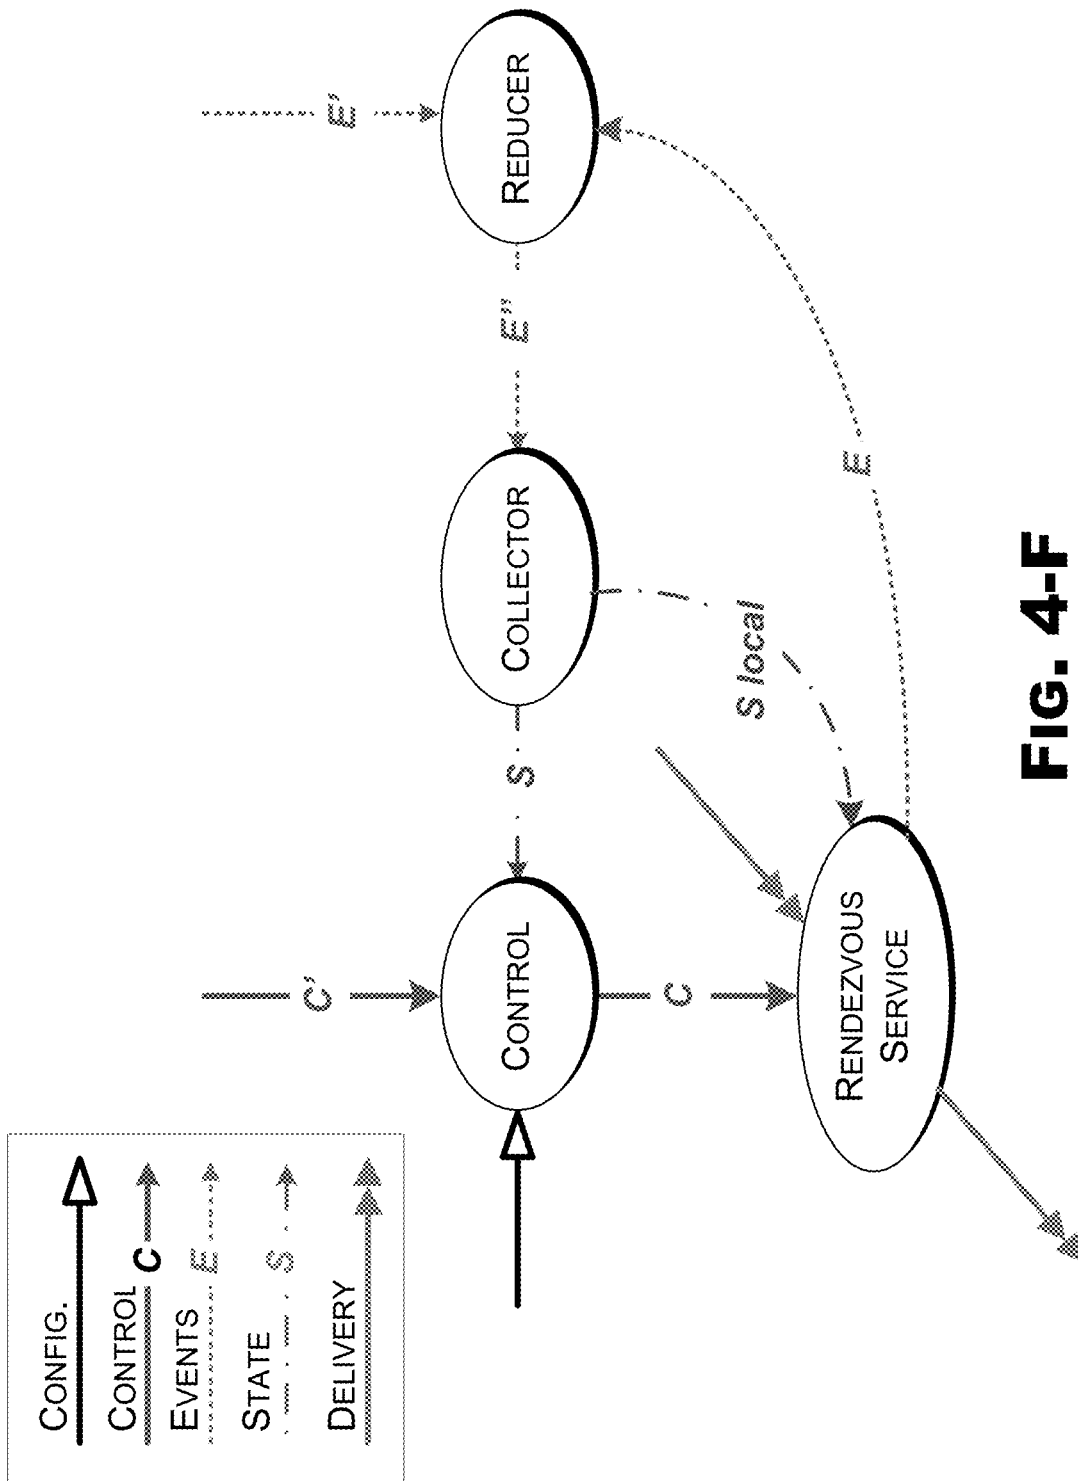 CONFIG.
CONTROL C
EVENTS E
STATE S
DELIVERY
C'
E'
CONTROL
S
COLLECTOR
E"
REDUCER
C
S local
E
RENDEZVOUS
SERVICE
FIG. 4-F